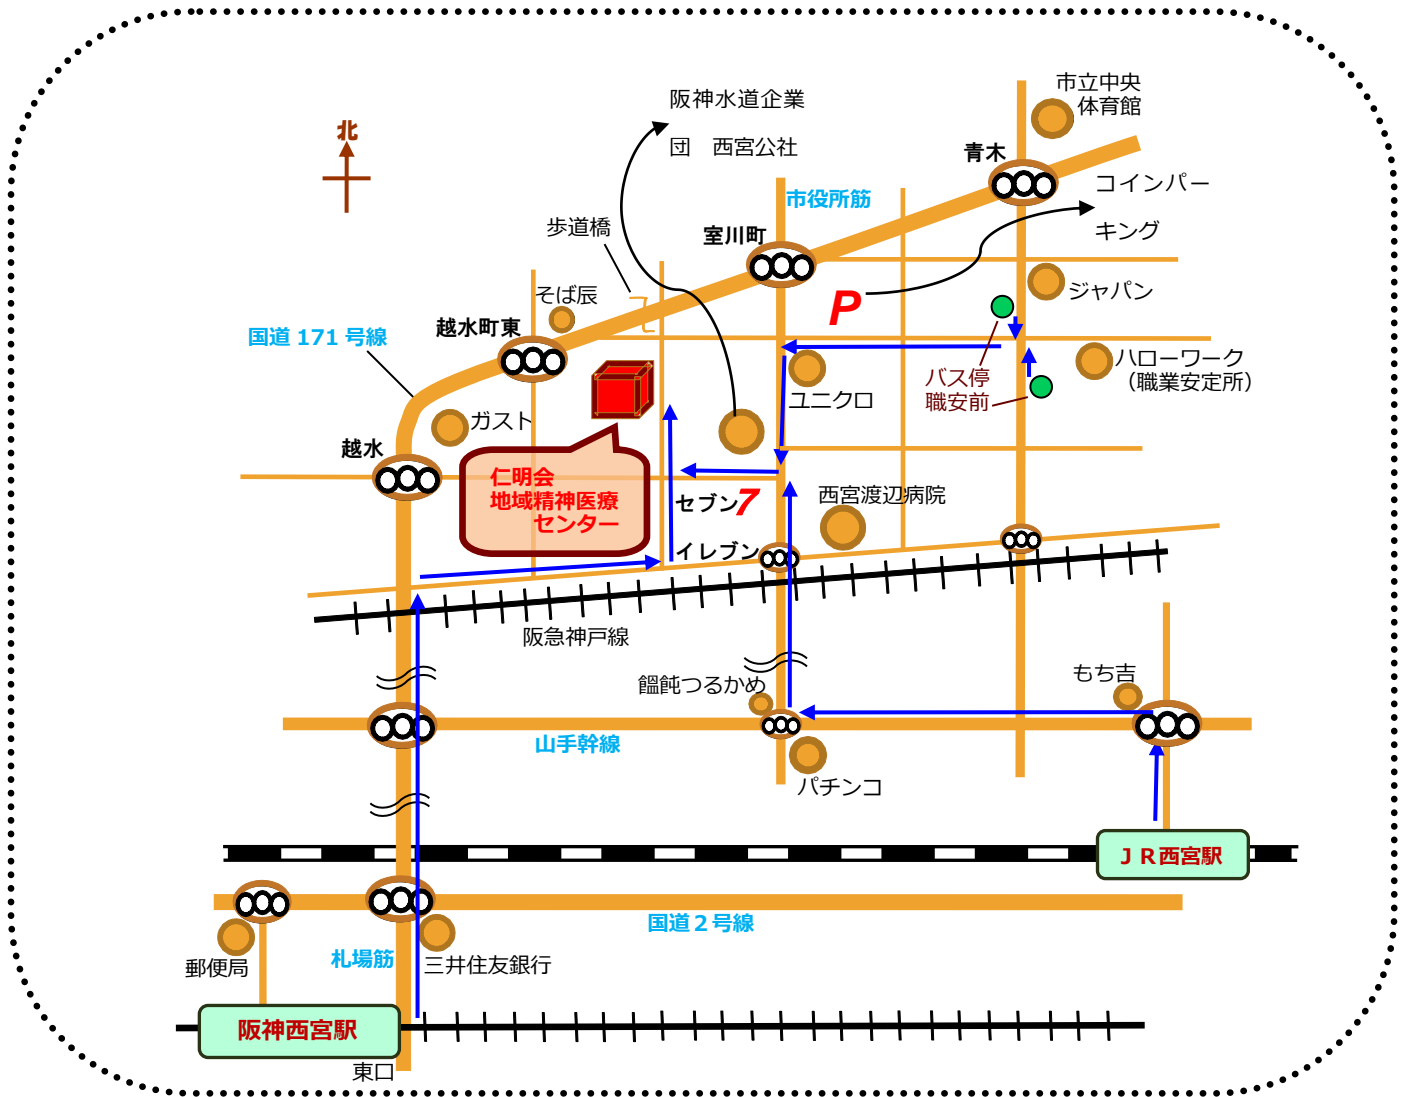 市立中央
体育館
阪神水道企業
団　西宮公社
北
青木
コインパー
キング
市役所筋
歩道橋
室川町
そば辰
ジャパン
P
越水町東
国道 171 号線
ハローワーク
（職業安定所）
バス停
職安前
ユニクロ
ガスト
越水
仁明会
地域精神医療
センター
セブン
7
イレブン
西宮渡辺病院
阪急神戸線
饂飩つるかめ
もち吉
山手幹線
パチンコ
ＪＲ西宮駅
国道２号線
札場筋
三井住友銀行
郵便局
阪神西宮駅
東口